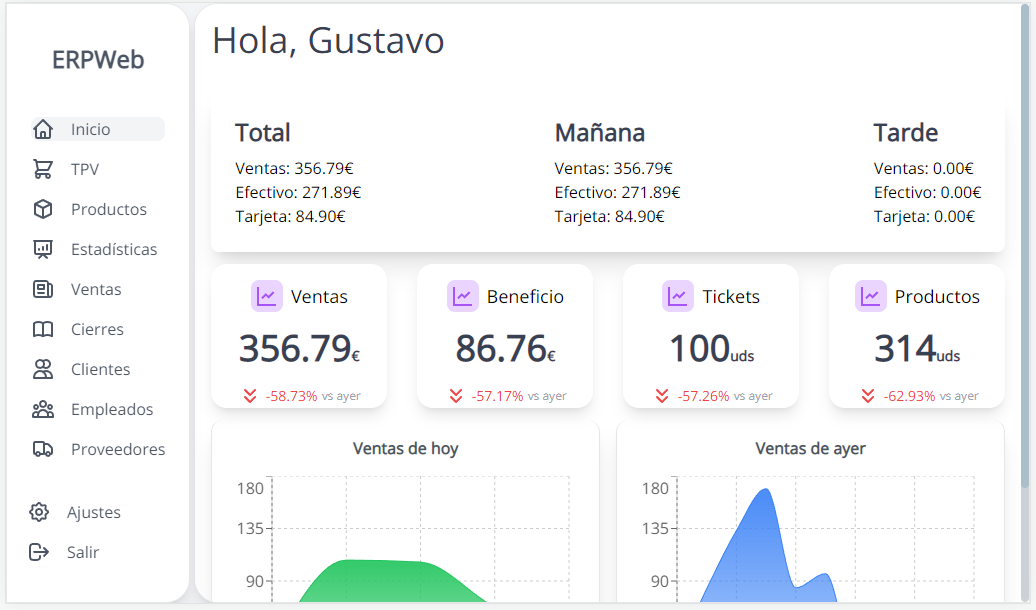 ERPWeb
Inicio
TPV
Productos
Estadísticas
Ventas
Cierres
Clientes
Empleados
Proveedores
Ajustes
Salir
Hola, Gustavo
Total
Ventas: 356.79€
Efectivo: 271.89€
Tarjeta: 84.90€
Mañana
Ventas: 356.79€
Efectivo: 271.89€
Tarjeta: 84.90€
Tarde
Ventas: 0.00€
Efectivo: 0.00€
Tarjeta: 0.00€
Ventas
356.79€
-58.73% vs ayer
Beneficio
86.76€
-57.17% vs ayer
Tickets
100uds
-57.26% vs ayer
Productos
314uds
-62.93% vs ayer
Ventas de hoy
180
135
90
Ventas de ayer
180
135
90